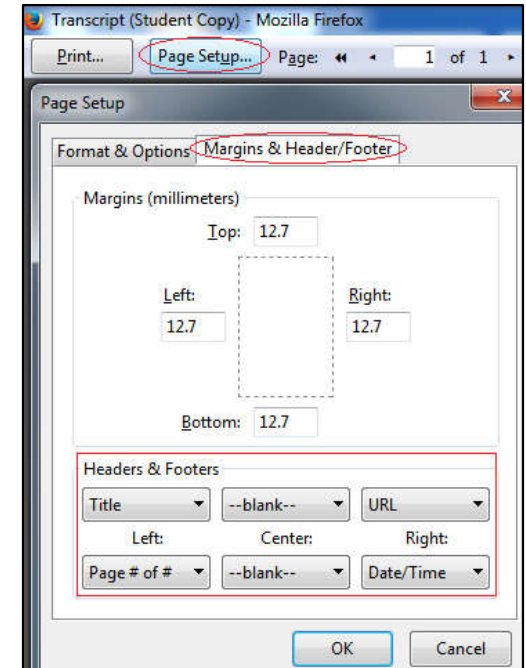 Transcript (Student Copy) - Mozilla Firefox
Print... Page Setup... Page: 1 of 1
Page Setup
Format & Options Margins & Header/Footer
Margins (millimeters)
Top: 12.7
Left: Right:
12.7 12.7
Bottom: 12.7
Headers & Footers
Title --blank-- URL
Left: Center: Right:
Page # of # --blank-- Date/Time
OK Cancel